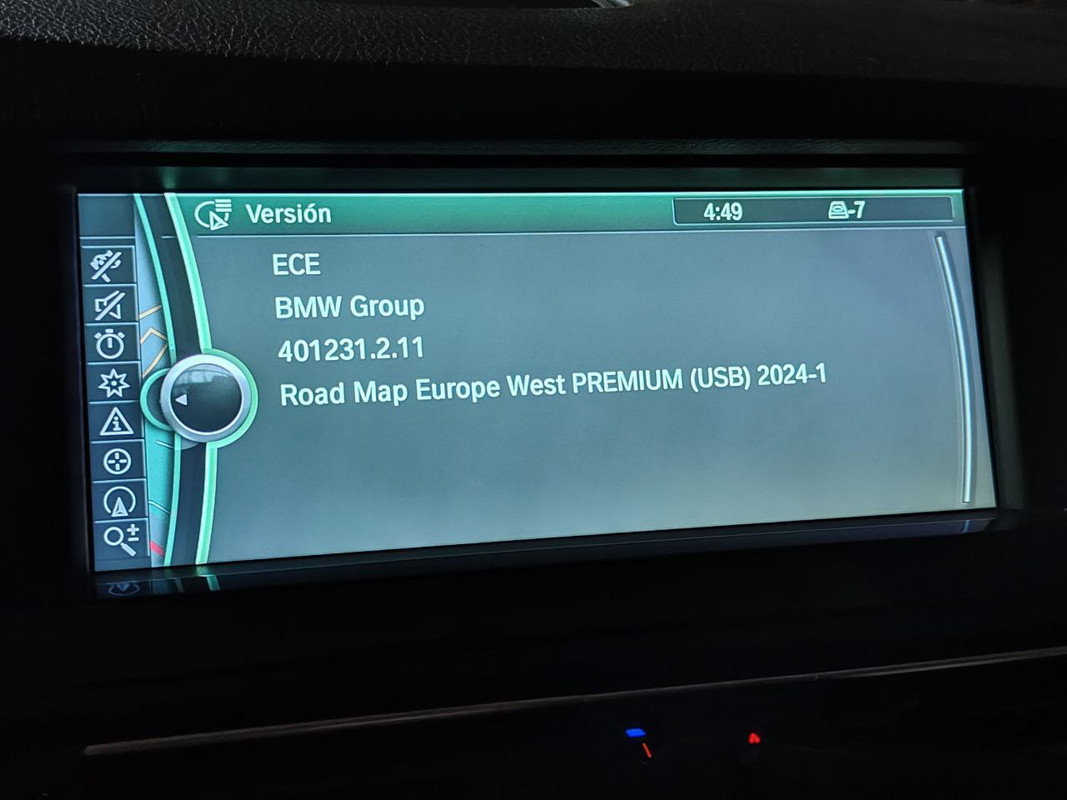 Versión
4:49
-7
ECE
BMW Group
401231.2.11
Road Map Europe West PREMIUM (USB) 2024-1